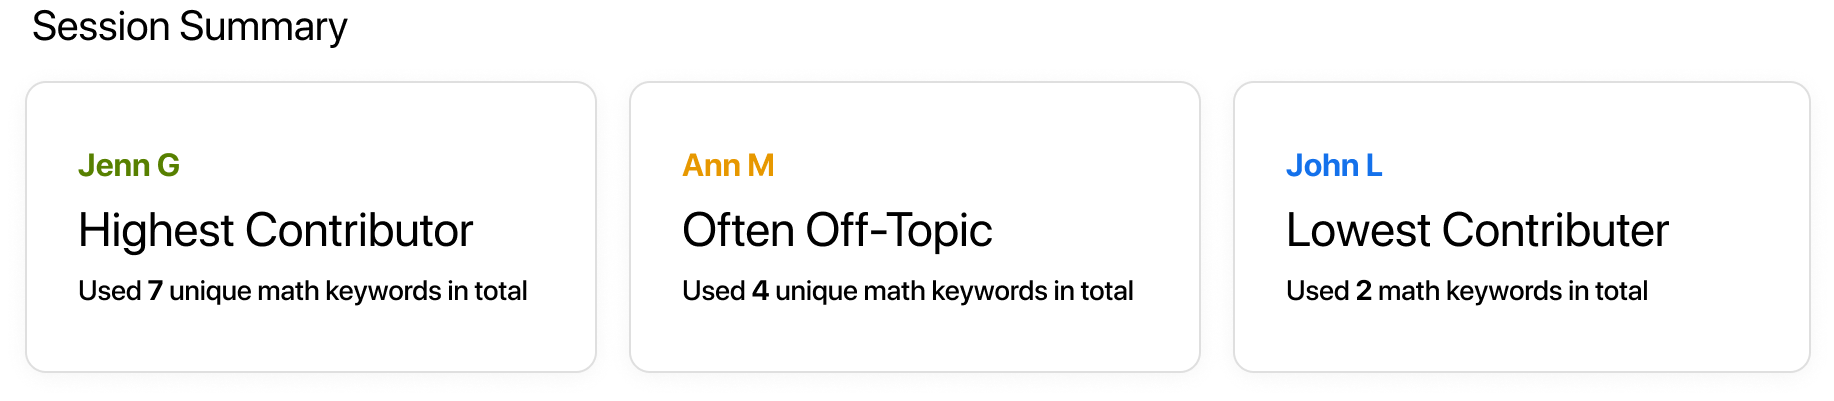 Session Summary
Jenn G
Highest Contributor
Used 7 unique math keywords in total
Ann M
Often Off-Topic
Used 4 unique math keywords in total
John L
Lowest Contributer
Used 2 math keywords in total